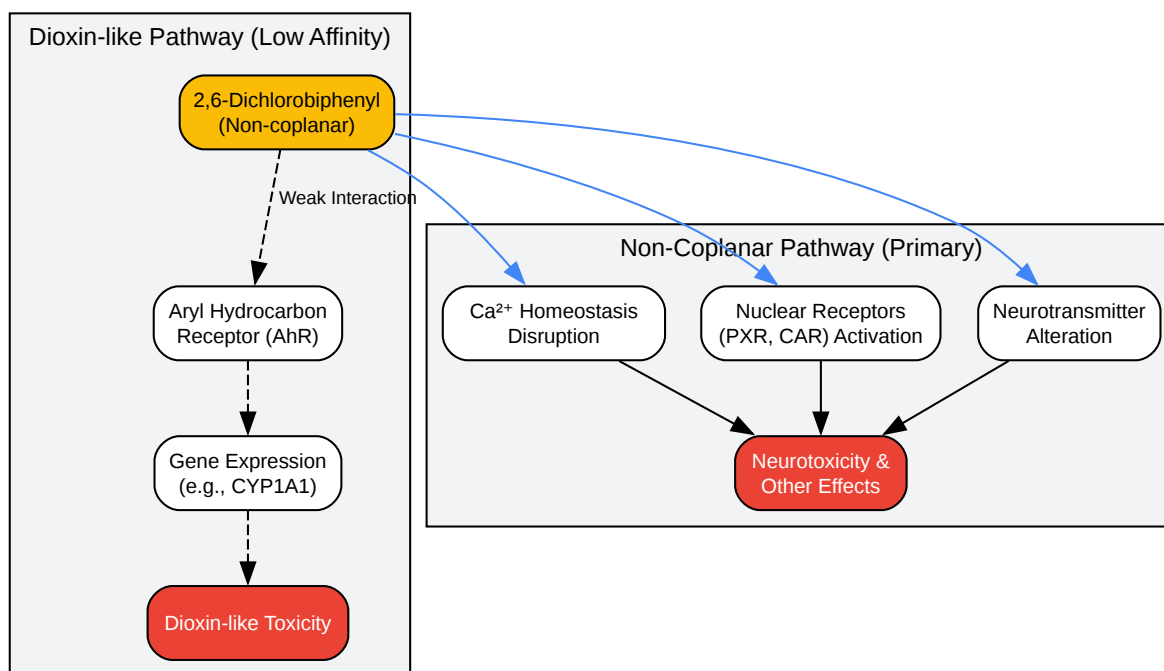 Dioxin-like Pathway (Low Affinity)
2,6-Dichlorobiphenyl
(Non-coplanar)
Weak Interaction
Aryl Hydrocarbon
Receptor (AhR)
Gene Expression
(e.g., CYP1A1)
Dioxin-like Toxicity
Non-Coplanar Pathway (Primary)
Ca²⁺ Homeostasis
Disruption
Nuclear Receptors
(PXR, CAR) Activation
Neurotransmitter
Alteration
Neurotoxicity &
Other Effects